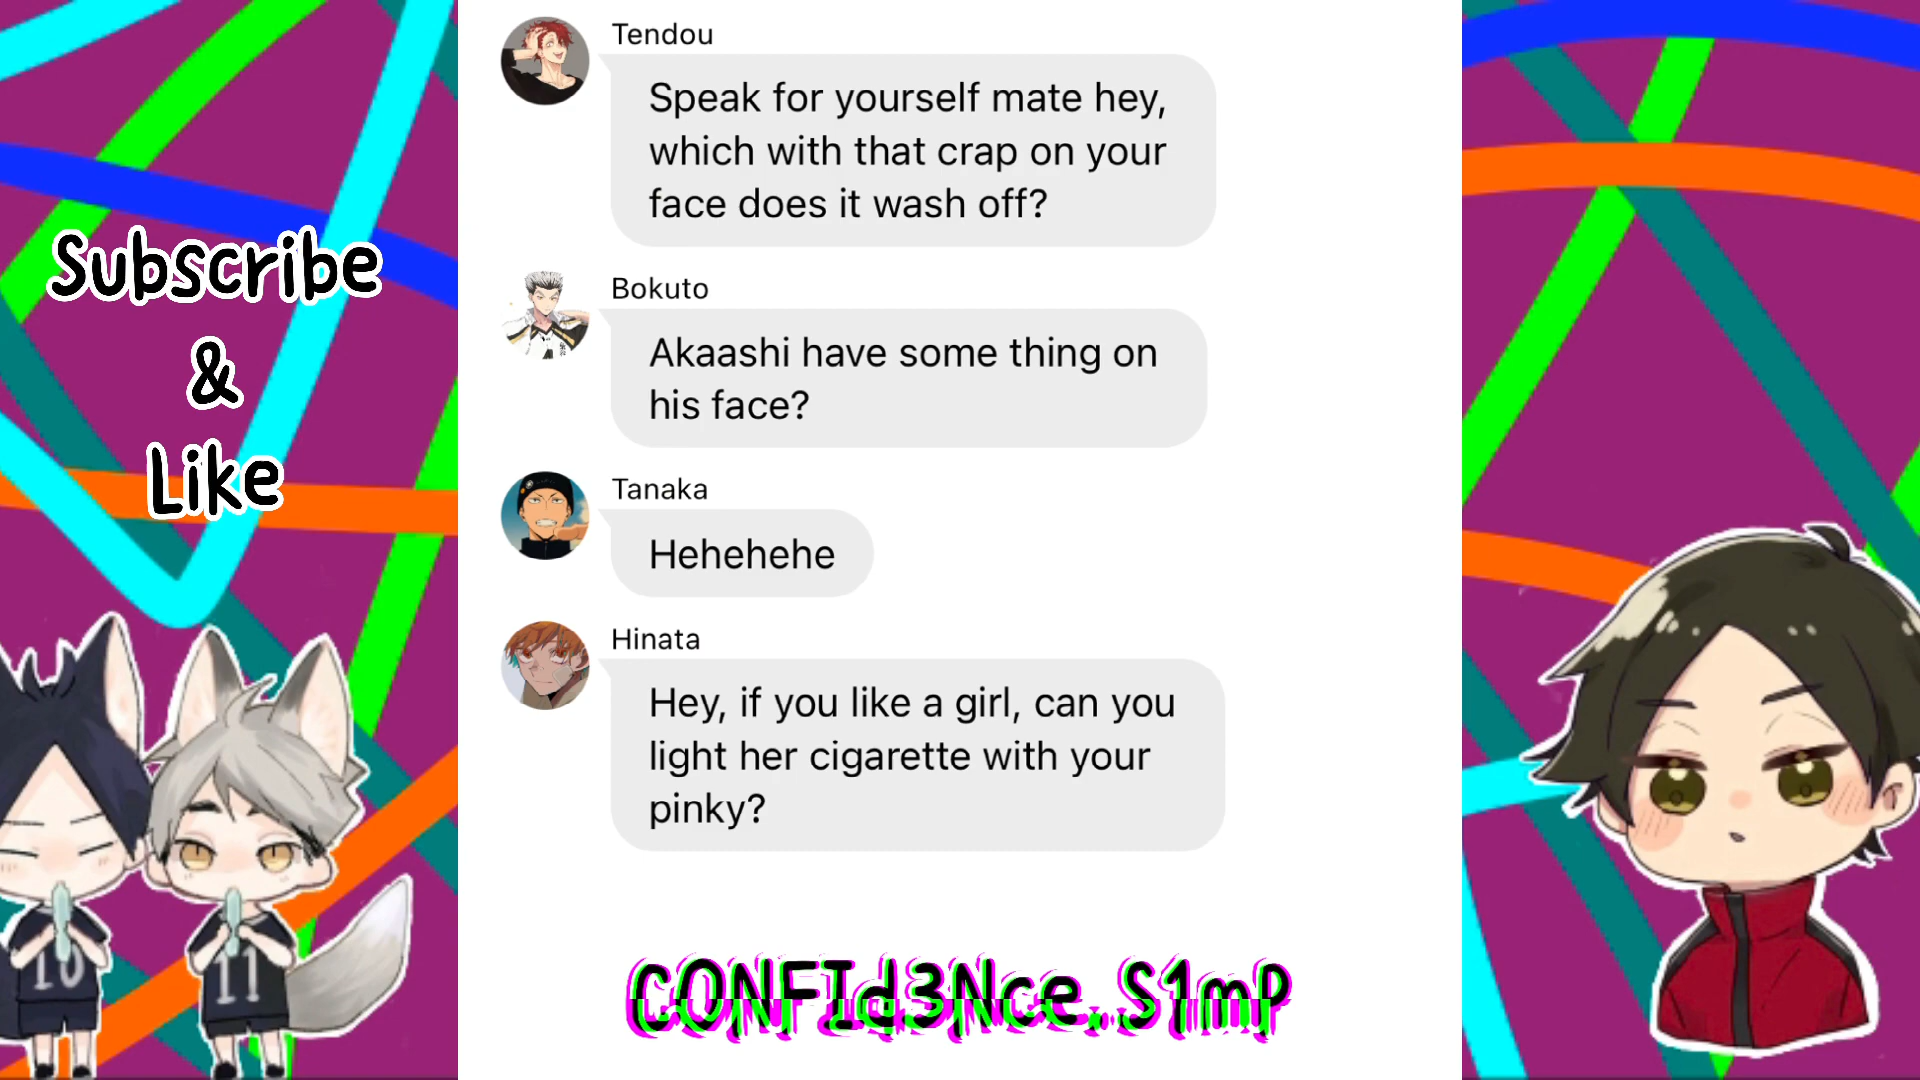 Subscribe
&
Like
Tendou
Speak for yourself mate hey,
which with that crap on your
face does it wash off?
Bokuto
Akaashi have some thing on
his face?
Tanaka
Hehehehe
Hinata
Hey, if you like a girl, can you
light her cigarette with your
pinky?
10
11
CONFId3Nce.S1mP